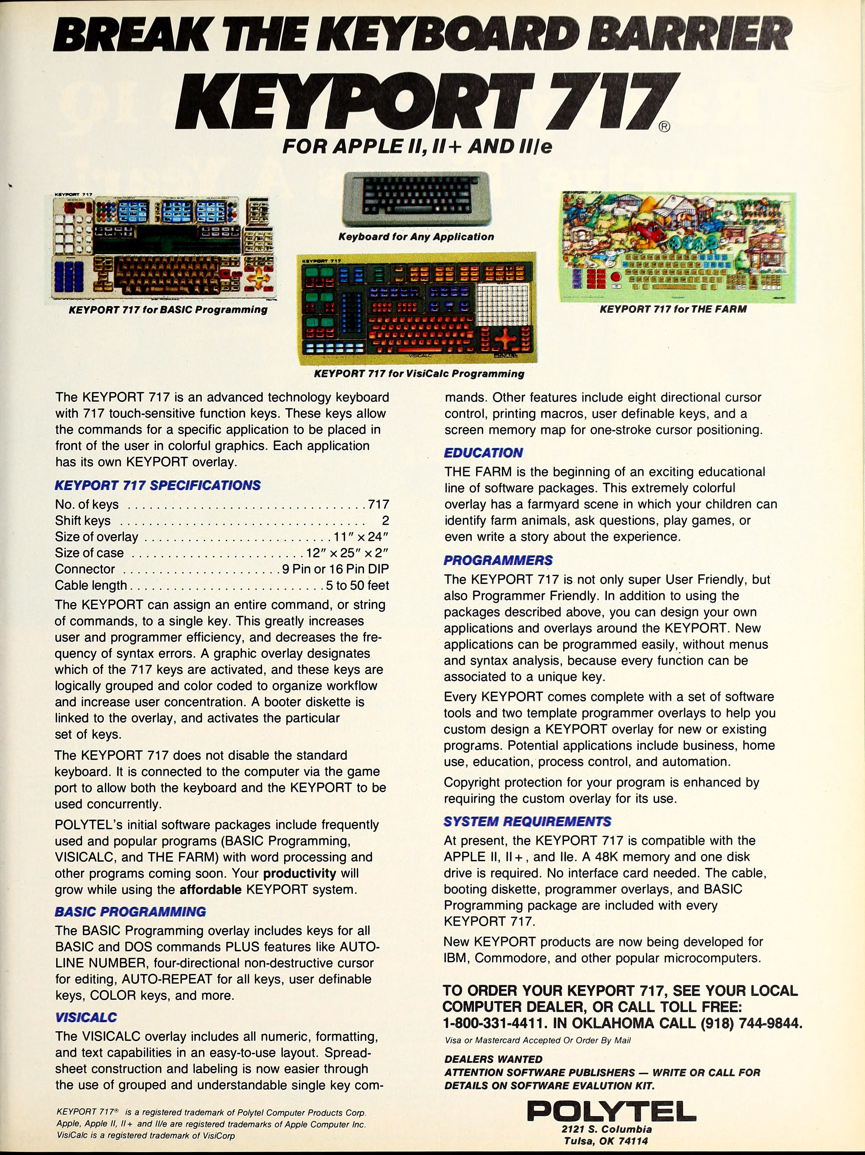 BREAK THE KEYBOARD BARRIER
KEYPORT 717®
FOR APPLE II, II+ AND II/e
KEYPORT 717
KEYPORT 717 for BASIC Programming
Keyboard for Any Application
KEYPORT 717
VISICALC
KEYPORT 717 for VisiCalc Programming
KEYPORT 717 for THE FARM
The KEYPORT 717 is an advanced technology keyboard
with 717 touch-sensitive function keys. These keys allow
the commands for a specific application to be placed in
front of the user in colorful graphics. Each application
has its own KEYPORT overlay.
KEYPORT 717 SPECIFICATIONS
No. of keys ................................. 717
Shift keys .................................. 2
Size of overlay .......................... 11" × 24"
Size of case ........................ 12" × 25" × 2"
Connector ...................... 9 Pin or 16 Pin DIP
Cable length ........................... 5 to 50 feet
The KEYPORT can assign an entire command, or string
of commands, to a single key. This greatly increases
user and programmer efficiency, and decreases the fre-
quency of syntax errors. A graphic overlay designates
which of the 717 keys are activated, and these keys are
logically grouped and color coded to organize workflow
and increase user concentration. A booter diskette is
linked to the overlay, and activates the particular
set of keys.
The KEYPORT 717 does not disable the standard
keyboard. It is connected to the computer via the game
port to allow both the keyboard and the KEYPORT to be
used concurrently.
POLYTEL's initial software packages include frequently
used and popular programs (BASIC Programming,
VISICALC, and THE FARM) with word processing and
other programs coming soon. Your productivity will
grow while using the affordable KEYPORT system.
BASIC PROGRAMMING
The BASIC Programming overlay includes keys for all
BASIC and DOS commands PLUS features like AUTO-
LINE NUMBER, four-directional non-destructive cursor
for editing, AUTO-REPEAT for all keys, user definable
keys, COLOR keys, and more.
VISICALC
The VISICALC overlay includes all numeric, formatting,
and text capabilities in an easy-to-use layout. Spread-
sheet construction and labeling is now easier through
the use of grouped and understandable single key com-
mands. Other features include eight directional cursor
control, printing macros, user definable keys, and a
screen memory map for one-stroke cursor positioning.
EDUCATION
THE FARM is the beginning of an exciting educational
line of software packages. This extremely colorful
overlay has a farmyard scene in which your children can
identify farm animals, ask questions, play games, or
even write a story about the experience.
PROGRAMMERS
The KEYPORT 717 is not only super User Friendly, but
also Programmer Friendly. In addition to using the
packages described above, you can design your own
applications and overlays around the KEYPORT. New
applications can be programmed easily, without menus
and syntax analysis, because every function can be
associated to a unique key.
Every KEYPORT comes complete with a set of software
tools and two template programmer overlays to help you
custom design a KEYPORT overlay for new or existing
programs. Potential applications include business, home
use, education, process control, and automation.
Copyright protection for your program is enhanced by
requiring the custom overlay for its use.
SYSTEM REQUIREMENTS
At present, the KEYPORT 717 is compatible with the
APPLE II, II+, and IIe. A 48K memory and one disk
drive is required. No interface card needed. The cable,
booting diskette, programmer overlays, and BASIC
Programming package are included with every
KEYPORT 717.
New KEYPORT products are now being developed for
IBM, Commodore, and other popular microcomputers.
TO ORDER YOUR KEYPORT 717, SEE YOUR LOCAL
COMPUTER DEALER, OR CALL TOLL FREE:
1-800-331-4411. IN OKLAHOMA CALL (918) 744-9844.
Visa or Mastercard Accepted Or Order By Mail
DEALERS WANTED
ATTENTION SOFTWARE PUBLISHERS — WRITE OR CALL FOR
DETAILS ON SOFTWARE EVALUTION KIT.
KEYPORT 717® is a registered trademark of Polytel Computer Products Corp.
Apple, Apple II, II+ and II/e are registered trademarks of Apple Computer Inc.
VisiCalc is a registered trademark of VisiCorp
POLYTEL
2121 S. Columbia
Tulsa, OK 74114